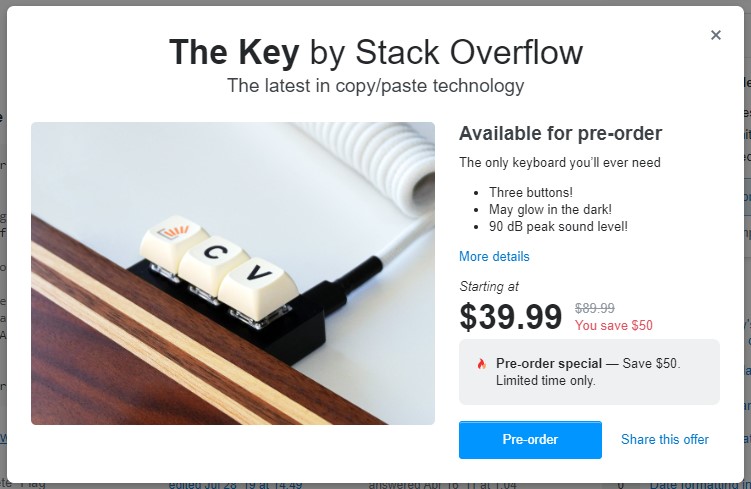 The Key by Stack Overflow
The latest in copy/paste technology
C
V
Available for pre-order
The only keyboard you'll ever need
Three buttons!
May glow in the dark!
90 dB peak sound level!
More details
Starting at
$39.99 $89.99
You save $50
Pre-order special — Save $50.
Limited time only.
Pre-order Share this offer
edited Jul 28 '19 at 14:49 answered Apr 16 '11 at 1:04
Date formatting in